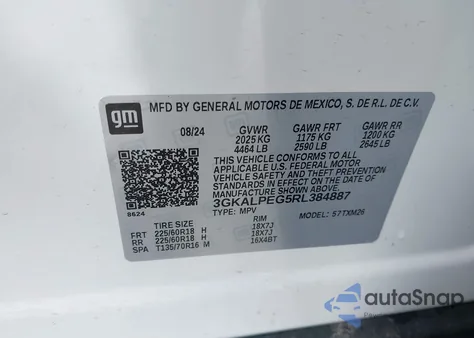 gm
MFD BY GENERAL MOTORS DE MEXICO, S. DE R.L. DE C.V.
08/24 GVWR GAWR FRT GAWR RR
2025 KG 1175 KG 1200 KG
4464 LB 2590 LB 2645 LB
THIS VEHICLE CONFORMS TO ALL
APPLICABLE U.S. FEDERAL MOTOR
VEHICLE SAFETY AND THEFT PREVENTION
STANDARDS IN EFFECT ON THE DATE OF
MANUFACTURE SHOWN ABOVE.
3GKALPEG5RL384887
8624 TYPE: MPV MODEL: 57TXM26
TIRE SIZE RIM
FRT 225/60R18 H 18X7J
RR 225/60R18 H 18X7J
SPA T135/70R16 M 16X4BT
autoSnap